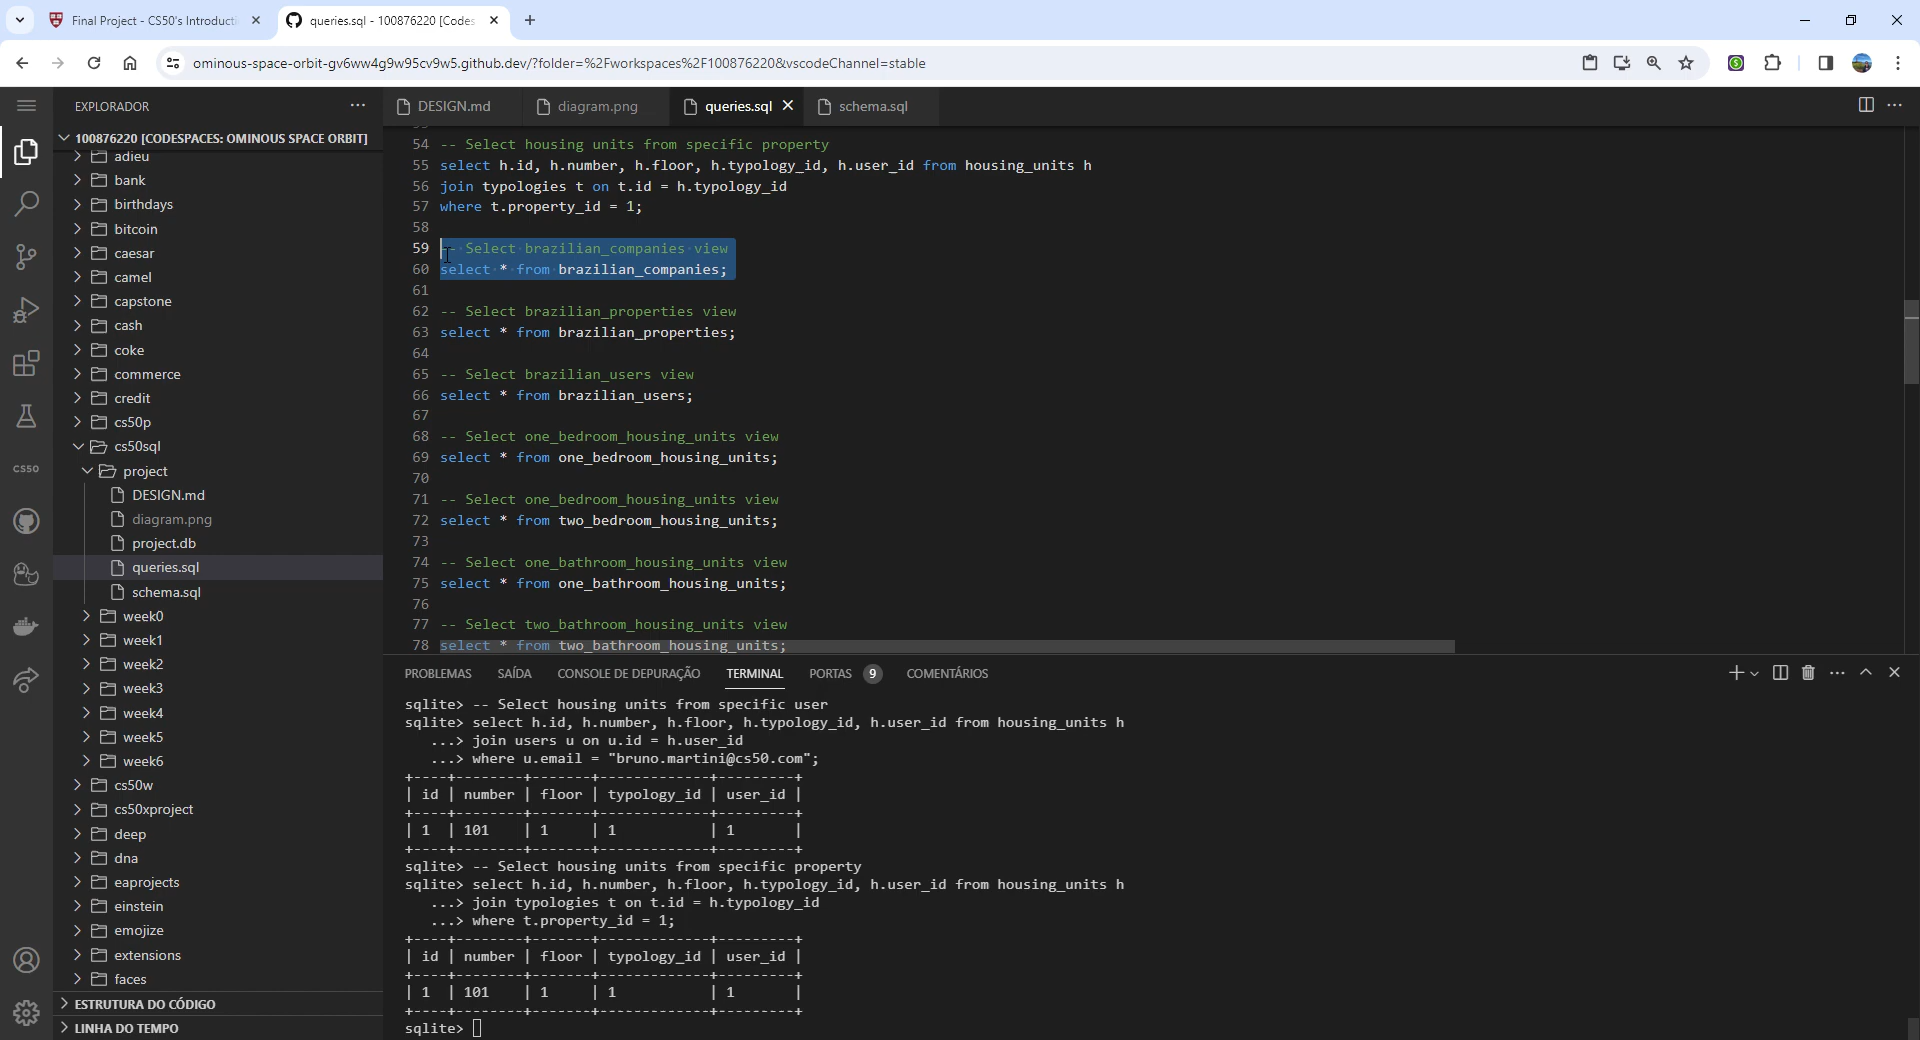 Final Project - CS50's Introducti
queries.sql - 100876220 [Codes
ominous-space-orbit-gv6ww4g9w95cv9w5.github.dev/?folder=%2Fworkspaces%2F100876220&vscodeChannel=stable
EXPLORADOR
DESIGN.md
diagram.png
queries.sql
schema.sql
100876220 [CODESPACES: OMINOUS SPACE ORBIT]
adieu
bank
birthdays
bitcoin
caesar
camel
capstone
cash
coke
commerce
credit
cs50p
cs50sql
project
DESIGN.md
diagram.png
project.db
queries.sql
schema.sql
week0
week1
week2
week3
week4
week5
week6
cs50w
cs50xproject
deep
dna
eaprojects
einstein
emojize
extensions
faces
ESTRUTURA DO CÓDIGO
LINHA DO TEMPO
CS50
54 -- Select housing units from specific property
55 select h.id, h.number, h.floor, h.typology_id, h.user_id from housing_units h
56 join typologies t on t.id = h.typology_id
57 where t.property_id = 1;
58
59 -- Select brazilian_companies view
60 select * from brazilian_companies;
61
62 -- Select brazilian_properties view
63 select * from brazilian_properties;
64
65 -- Select brazilian_users view
66 select * from brazilian_users;
67
68 -- Select one_bedroom_housing_units view
69 select * from one_bedroom_housing_units;
70
71 -- Select one_bedroom_housing_units view
72 select * from two_bedroom_housing_units;
73
74 -- Select one_bathroom_housing_units view
75 select * from one_bathroom_housing_units;
76
77 -- Select two_bathroom_housing_units view
78 select * from two_bathroom_housing_units;
PROBLEMAS SAÍDA CONSOLE DE DEPURAÇÃO TERMINAL PORTAS 9 COMENTÁRIOS
sqlite> -- Select housing units from specific user
sqlite> select h.id, h.number, h.floor, h.typology_id, h.user_id from housing_units h
...> join users u on u.id = h.user_id
...> where u.email = "bruno.martini@cs50.com";
+----+--------+-------+-------------+---------+
| id | number | floor | typology_id | user_id |
+----+--------+-------+-------------+---------+
| 1 | 101 | 1 | 1 | 1 |
+----+--------+-------+-------------+---------+
sqlite> -- Select housing units from specific property
sqlite> select h.id, h.number, h.floor, h.typology_id, h.user_id from housing_units h
...> join typologies t on t.id = h.typology_id
...> where t.property_id = 1;
+----+--------+-------+-------------+---------+
| id | number | floor | typology_id | user_id |
+----+--------+-------+-------------+---------+
| 1 | 101 | 1 | 1 | 1 |
+----+--------+-------+-------------+---------+
sqlite>